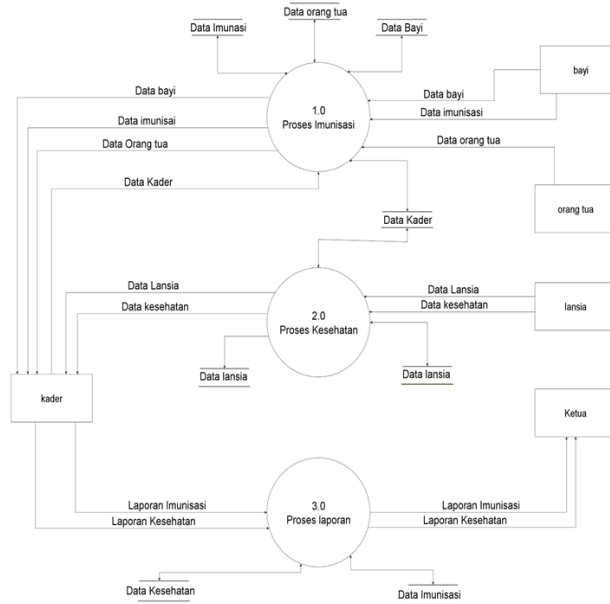 Data orang tua
Data Imunasi
Data Bayi
bayi
Data bayi
Data bayi
1.0
Proses Imunisasi
Data imunisai
Data imunisasi
Data Orang tua
Data orang tua
Data Kader
orang tua
Data Kader
Data Lansia
Data Lansia
Data kesehatan
Data kesehatan
lansia
2.0
Proses Kesehatan
Data lansia
Data lansia
kader
Ketua
3.0
Proses laporan
Laporan Imunisasi
Laporan Imunisasi
Laporan Kesehatan
Laporan Kesehatan
Data Kesehatan
Data Imunisasi